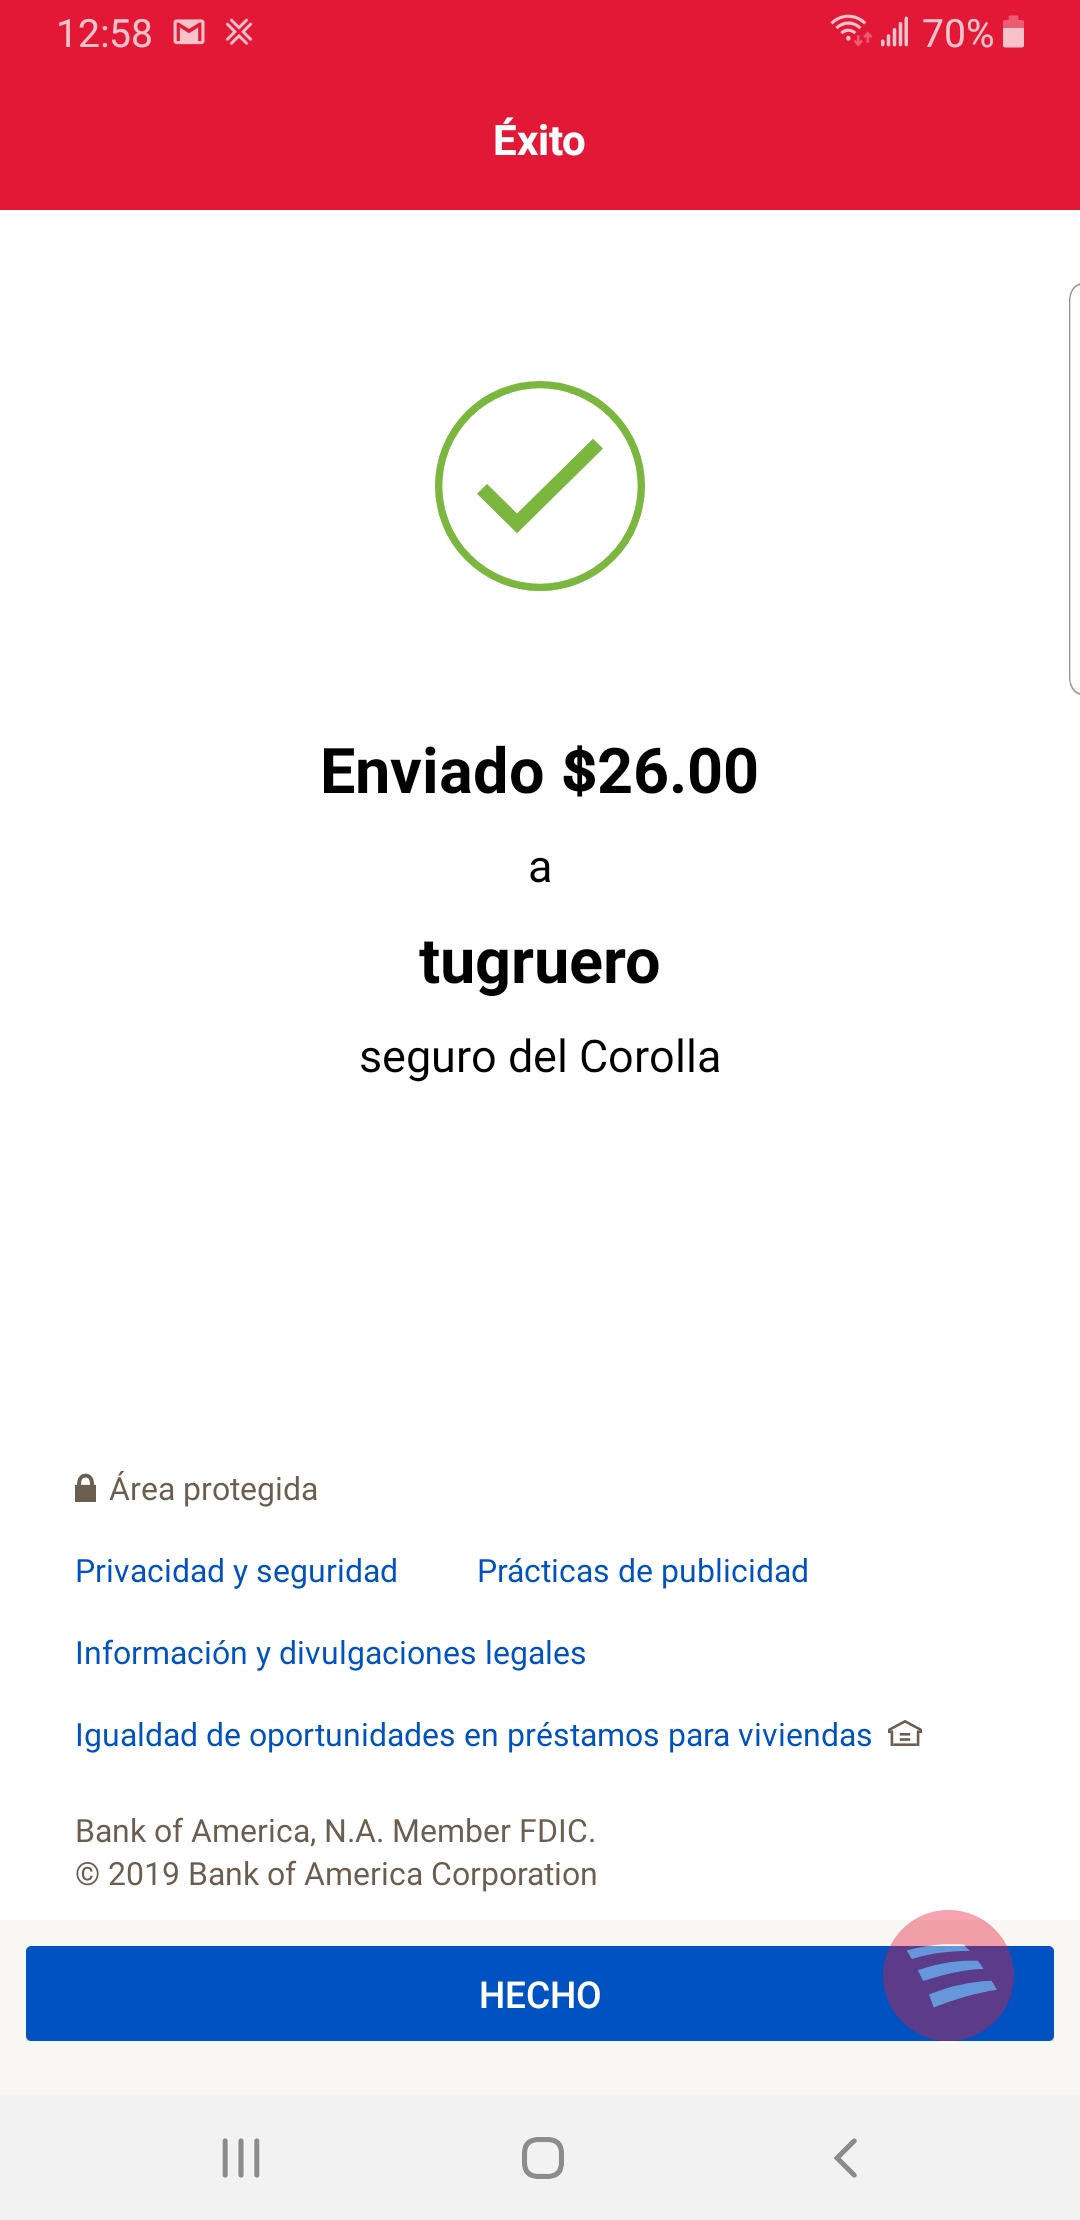 12:58
70%
Éxito
Enviado $26.00
a
tugruero
seguro del Corolla
Área protegida
Privacidad y seguridad
Prácticas de publicidad
Información y divulgaciones legales
Igualdad de oportunidades en préstamos para viviendas
Bank of America, N.A. Member FDIC.
© 2019 Bank of America Corporation
HECHO